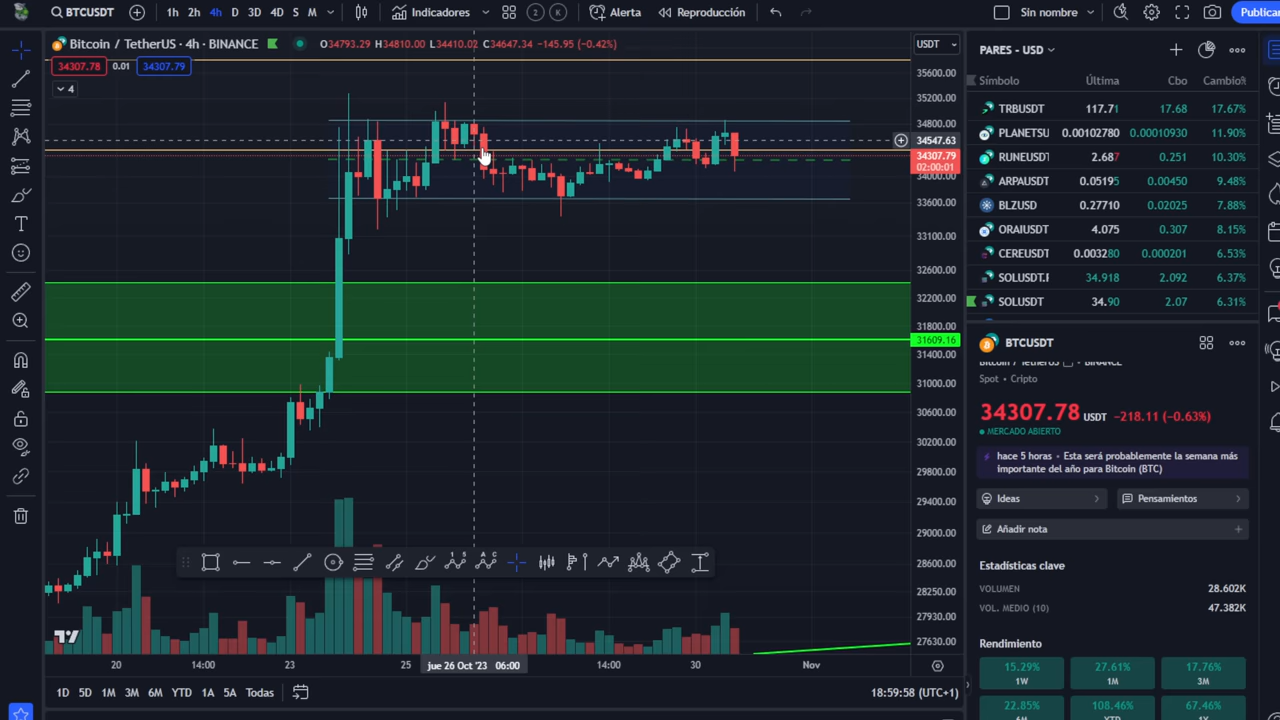 BTCUSDT
1h 2h 4h D 3D 4D S M
Indicadores
2 K
Alerta
Reproducción
Sin nombre
Publicar
Bitcoin / TetherUS · 4h · BINANCE
O34793.29 H34810.00 L34410.02 C34647.34 −145.95 (−0.42%)
USDT
34307.78 0.01 34307.79
4
35600.00
35200.00
34800.00
34547.63
34307.79
02:00:01
34000.00
33600.00
33100.00
32600.00
32200.00
31800.00
31609.16
31400.00
31000.00
30600.00
30200.00
29800.00
29400.00
29000.00
28600.00
28250.00
27930.00
27630.00
20 14:00 23 25 jue 26 Oct '23 06:00 14:00 30 Nov
1D 5D 1M 3M 6M YTD 1A 5A Todas
18:59:58 (UTC+1)
PARES - USD
Símbolo Última Cbo Cambio%
TRBUSDT 117.71 17.68 17.67%
PLANETSU 0.00102780 0.00010930 11.90%
RUNEUSDT 2.687 0.251 10.30%
ARPAUSDT 0.05195 0.00450 9.48%
BLZUSD 0.27710 0.02025 7.88%
ORAIUSDT 4.075 0.307 8.15%
CEREUSDT 0.003280 0.000201 6.53%
SOLUSDT.F 34.918 2.092 6.37%
SOLUSDT 34.90 2.07 6.31%
BTCUSDT
Bitcoin / TetherUS BINANCE
Spot • Cripto
34307.78 USDT −218.11 (−0.63%)
MERCADO ABIERTO
hace 5 horas • Esta será probablemente la semana más
importante del año para Bitcoin (BTC)
Ideas
Pensamientos
Añadir nota
Estadísticas clave
VOLUMEN 28.602K
VOL. MEDIO (10) 47.382K
Rendimiento
15.29% 27.61% 17.76%
1W 1M 3M
22.85% 108.46% 67.46%
6M YTD 1Y